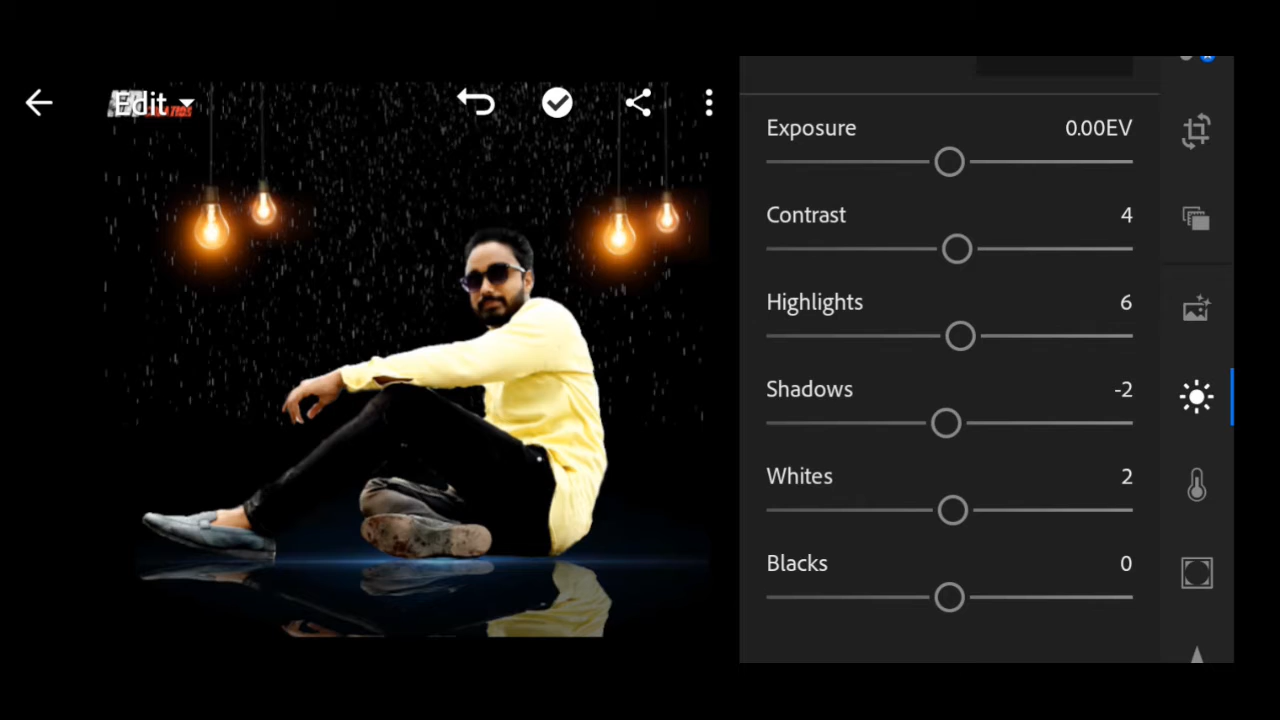 Edit
Exposure 0.00EV
Contrast 4
Highlights 6
Shadows -2
Whites 2
Blacks 0